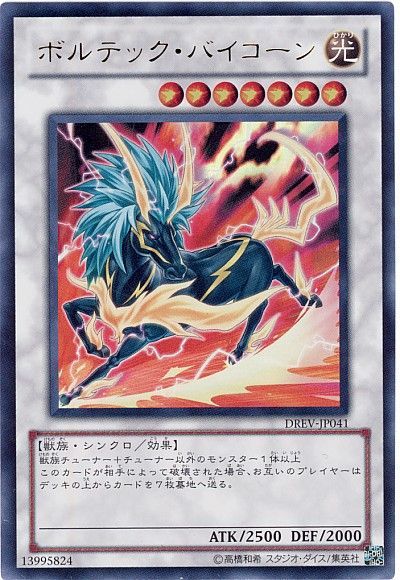 ボルテック・バイコーン
光
ひかり
DREV-JP041
【獣族・シンクロ／効果】
獣族チューナー＋チューナー以外のモンスター1体以上
このカードが相手によって破壊された場合、お互いのプレイヤーは
デッキの上からカードを７枚墓地へ送る。
ATK/2500 DEF/2000
13995824
©高橋和希 スタジオ・ダイス/集英社